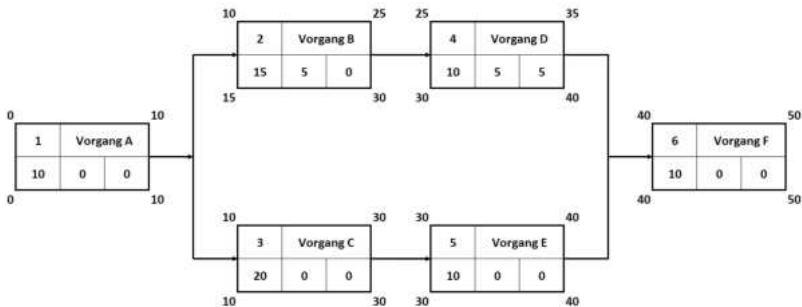 10 25 25 35
2 Vorgang B 4 Vorgang D
15 5 0 10 5 5
15 30 30 40
0 10 40 50
1 Vorgang A 6 Vorgang F
10 0 0 10 0 0
0 10 40 50
10 30 30 40
3 Vorgang C 5 Vorgang E
20 0 0 10 0 0
10 30 30 40